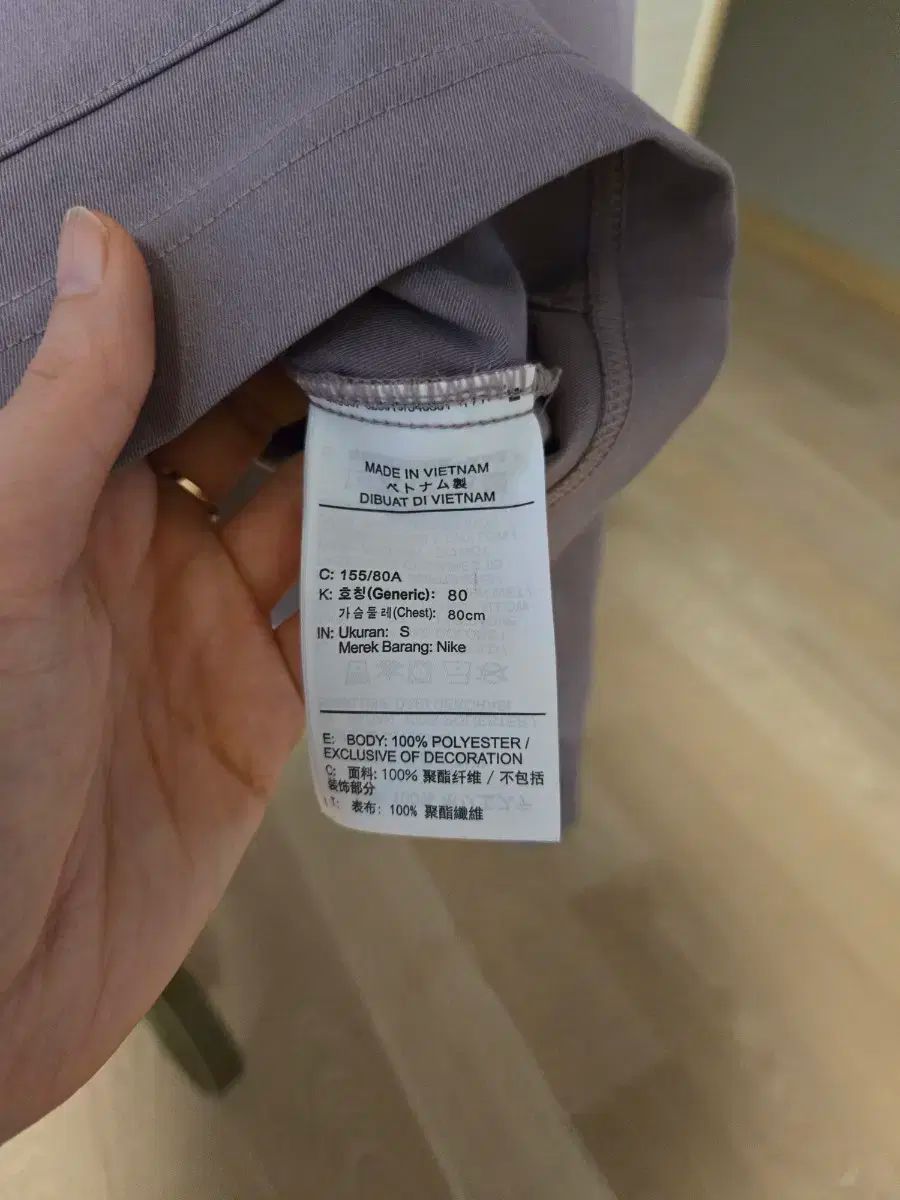 MADE IN VIETNAM
ベトナム製
DIBUAT DI VIETNAM
C: 155/80A
K: 호칭(Generic): 80
가슴둘레(Chest): 80cm
IN: Ukuran: S
Merek Barang: Nike
E: BODY: 100% POLYESTER /
EXCLUSIVE OF DECORATION
C: 面料: 100% 聚酯纤维 / 不包括
装饰部分
T: 表布: 100% 聚酯纖維